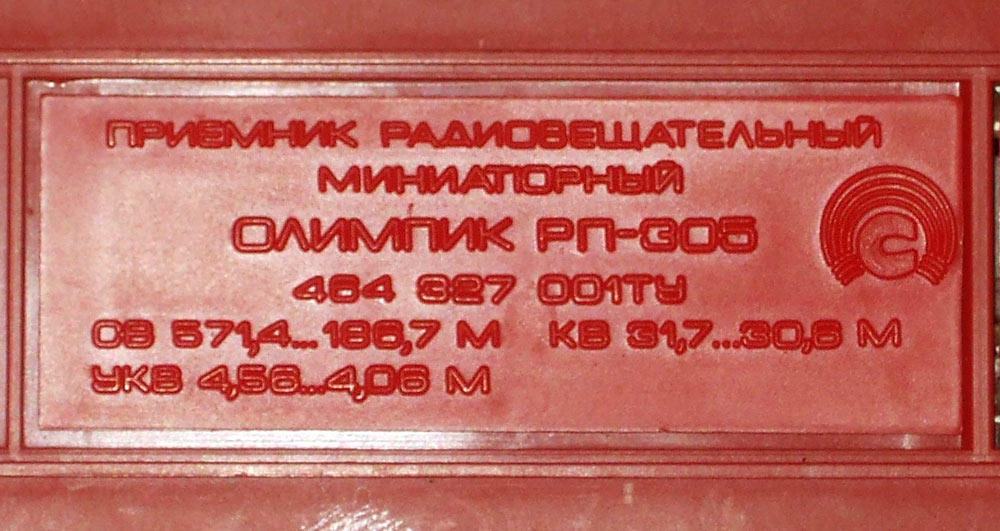 ПРИЕМНИК РАДИОВЕЩАТЕЛЬНЫЙ
МИНИАТЮРНЫЙ
ОЛИМПИК РП-305
С
464 327 001ТУ
СВ 571,4...186,7 М КВ 31,7...30,6 М
УКВ 4,56...4,06 М